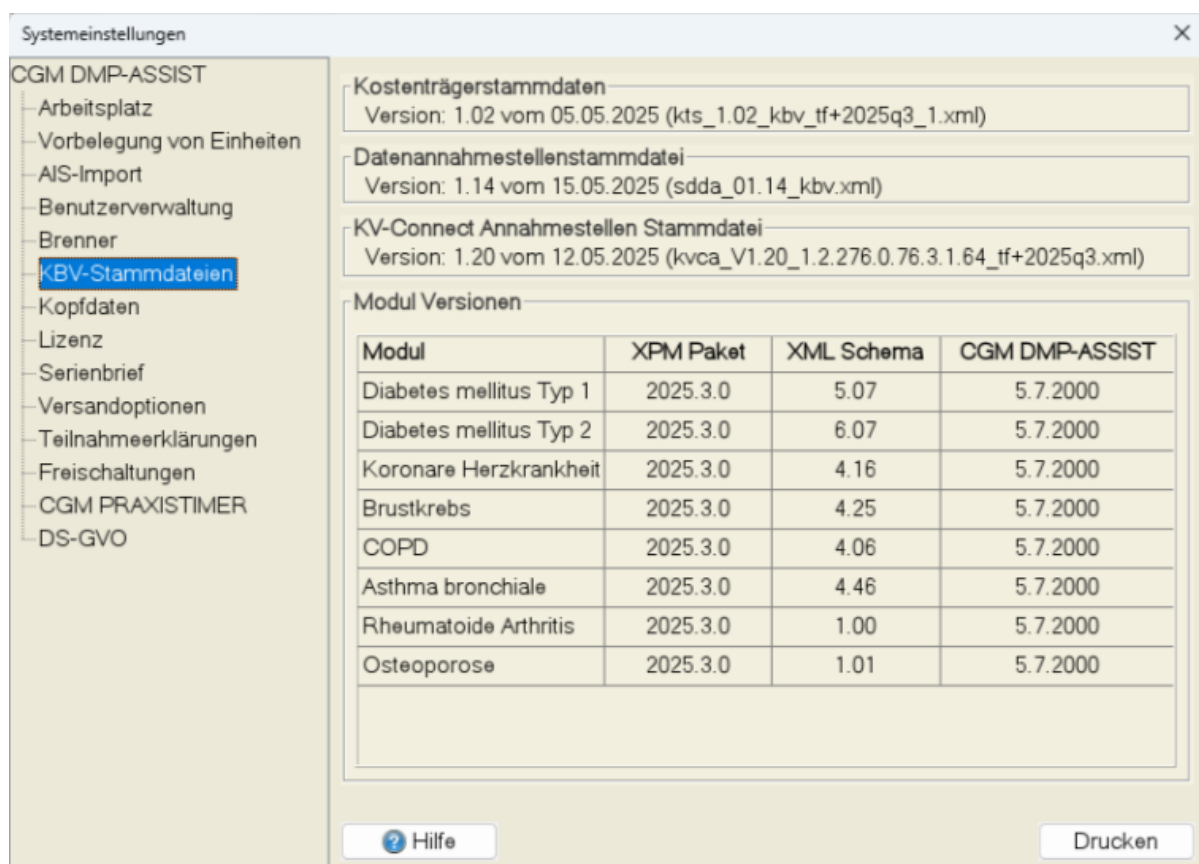 Systemeinstellungen
CGM DMP-ASSIST
Arbeitsplatz
Vorbelegung von Einheiten
AIS-Import
Benutzerverwaltung
Brenner
KBV-Stammdateien
Kopfdaten
Lizenz
Serienbrief
Versandoptionen
Teilnahmeerklärungen
Freischaltungen
CGM PRAXISTIMER
DS-GVO
Kostenträgerstammdaten
Version: 1.02 vom 05.05.2025 (kts_1.02_kbv_tf+2025q3_1.xml)
Datenannahmestellenstammdatei
Version: 1.14 vom 15.05.2025 (sdda_01.14_kbv.xml)
KV-Connect Annahmestellen Stammdatei
Version: 1.20 vom 12.05.2025 (kvca_V1.20_1.2.276.0.76.3.1.64_tf+2025q3.xml)
Modul Versionen
Modul XPM Paket XML Schema CGM DMP-ASSIST
Diabetes mellitus Typ 1 2025.3.0 5.07 5.7.2000
Diabetes mellitus Typ 2 2025.3.0 6.07 5.7.2000
Koronare Herzkrankheit 2025.3.0 4.16 5.7.2000
Brustkrebs 2025.3.0 4.25 5.7.2000
COPD 2025.3.0 4.06 5.7.2000
Asthma bronchiale 2025.3.0 4.46 5.7.2000
Rheumatoide Arthritis 2025.3.0 1.00 5.7.2000
Osteoporose 2025.3.0 1.01 5.7.2000
Hilfe
Drucken